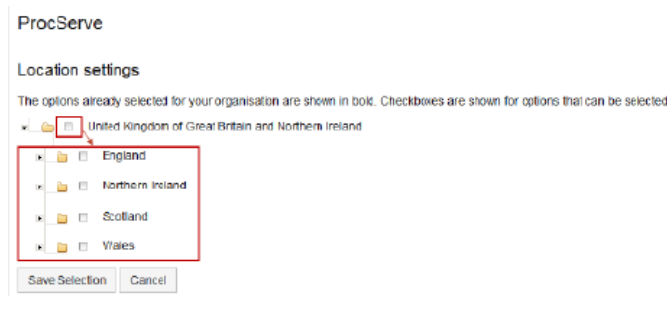 ProcServe
Location settings
The options already selected for your organisation are shown in bold. Checkboxes are shown for options that can be selected
United Kingdom of Great Britain and Northern Ireland
England
Northern Ireland
Scotland
Wales
Save Selection Cancel